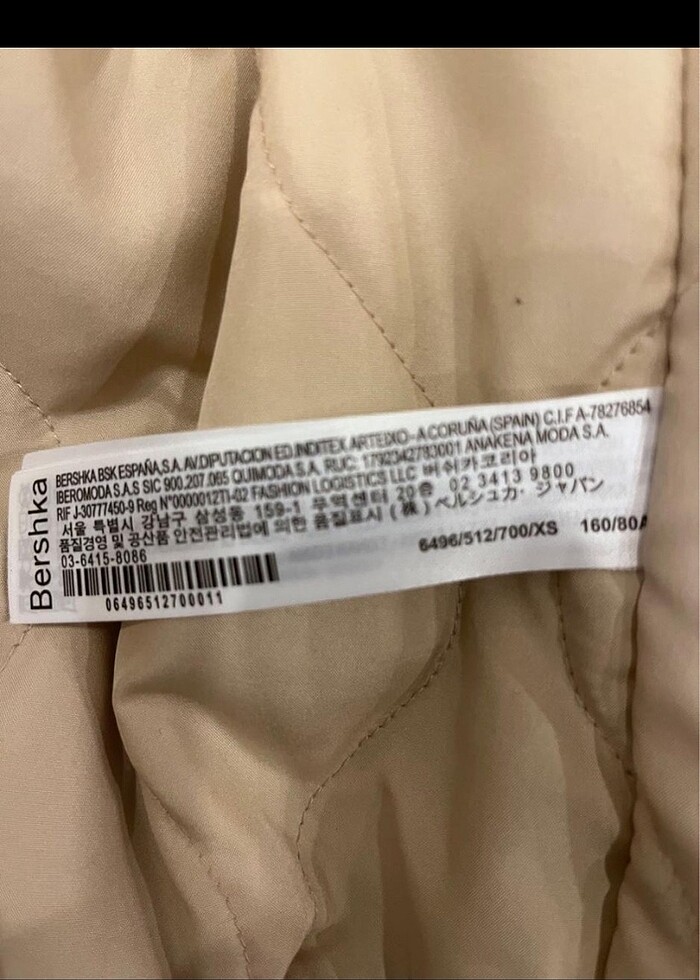 Bershka
BERSHKA BSK ESPAÑA, S.A. AV.DIPUTACION ED.INDITEX ARTEIXO-A CORUÑA (SPAIN) C.I.F A-78276854
IBEROMODA S.A.S SIC 900.207.065 QUIMODA S.A. RUC: 1792342783001 ANAKENA MODA S.A.
RIF J-30777450-9 Reg N°0000012TI-02 FASHION LOGISTICS LLC 버쉬카코리아
서울 특별시 강남구 삼성동 159-1 무역센터 20층 02 3413 9800
품질경영 및 공산품 안전관리법에 의한 품질표시 (株) ベルシュカ・ジャパン
03-6415-8086
6496/512/700/XS 160/80A
06496512700011